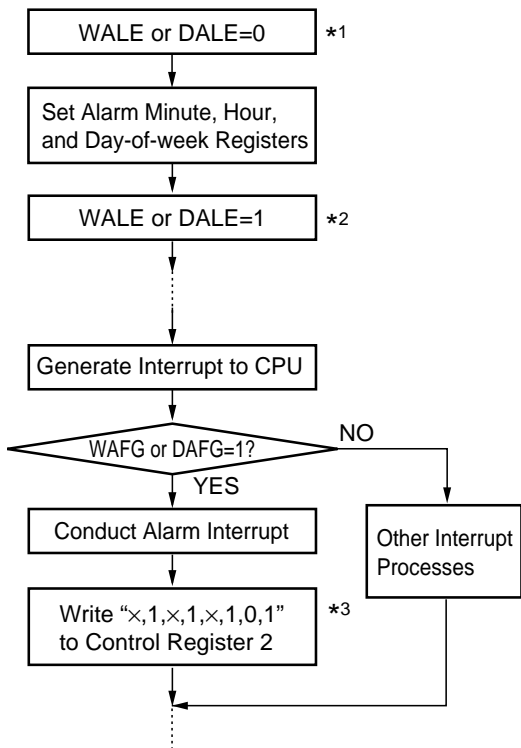 WALE or DALE=0
*1
Set Alarm Minute, Hour,
and Day-of-week Registers
WALE or DALE=1
*2
Generate Interrupt to CPU
WAFG or DAFG=1?
NO
YES
Conduct Alarm Interrupt
Other Interrupt
Processes
Write “×,1,×,1,×,1,0,1”
to Control Register 2
*3